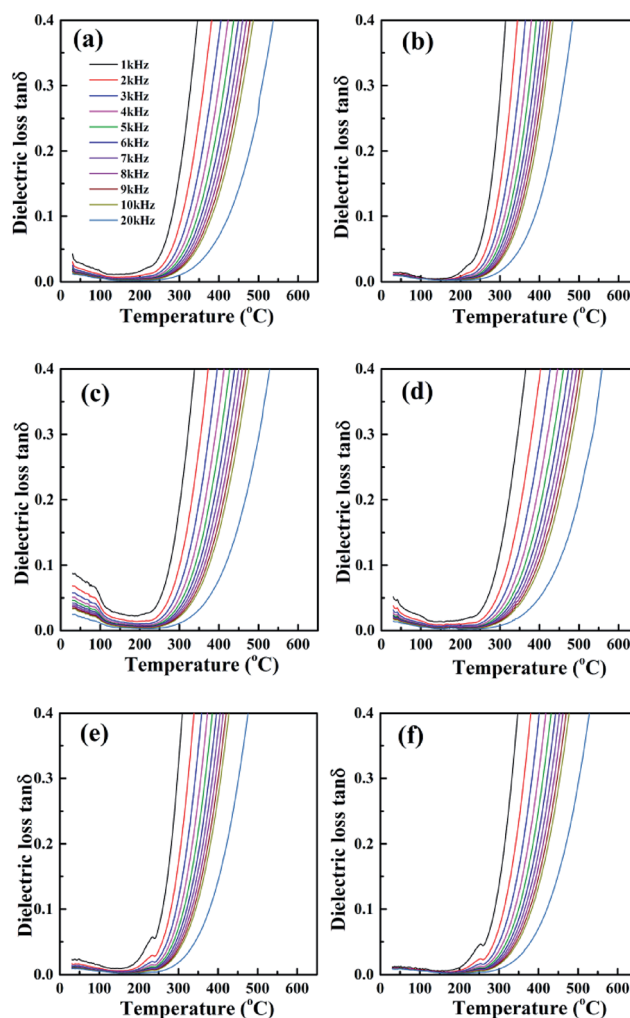 (a)
Dielectric loss tanδ
0.4
0.3
0.2
0.1
0.0
1kHz
2kHz
3kHz
4kHz
5kHz
6kHz
7kHz
8kHz
9kHz
10kHz
20kHz
0 100 200 300 400 500 600
Temperature (°C)
(b)
Dielectric loss tanδ
0.4
0.3
0.2
0.1
0.0
0 100 200 300 400 500 600
Temperature (°C)
(c)
Dielectric loss tanδ
0.4
0.3
0.2
0.1
0.0
0 100 200 300 400 500 600
Temperature (°C)
(d)
Dielectric loss tanδ
0.4
0.3
0.2
0.1
0.0
0 100 200 300 400 500 600
Temperature (°C)
(e)
Dielectric loss tanδ
0.4
0.3
0.2
0.1
0.0
0 100 200 300 400 500 600
Temperature (°C)
(f)
Dielectric loss tanδ
0.4
0.3
0.2
0.1
0.0
0 100 200 300 400 500 600
Temperature (°C)